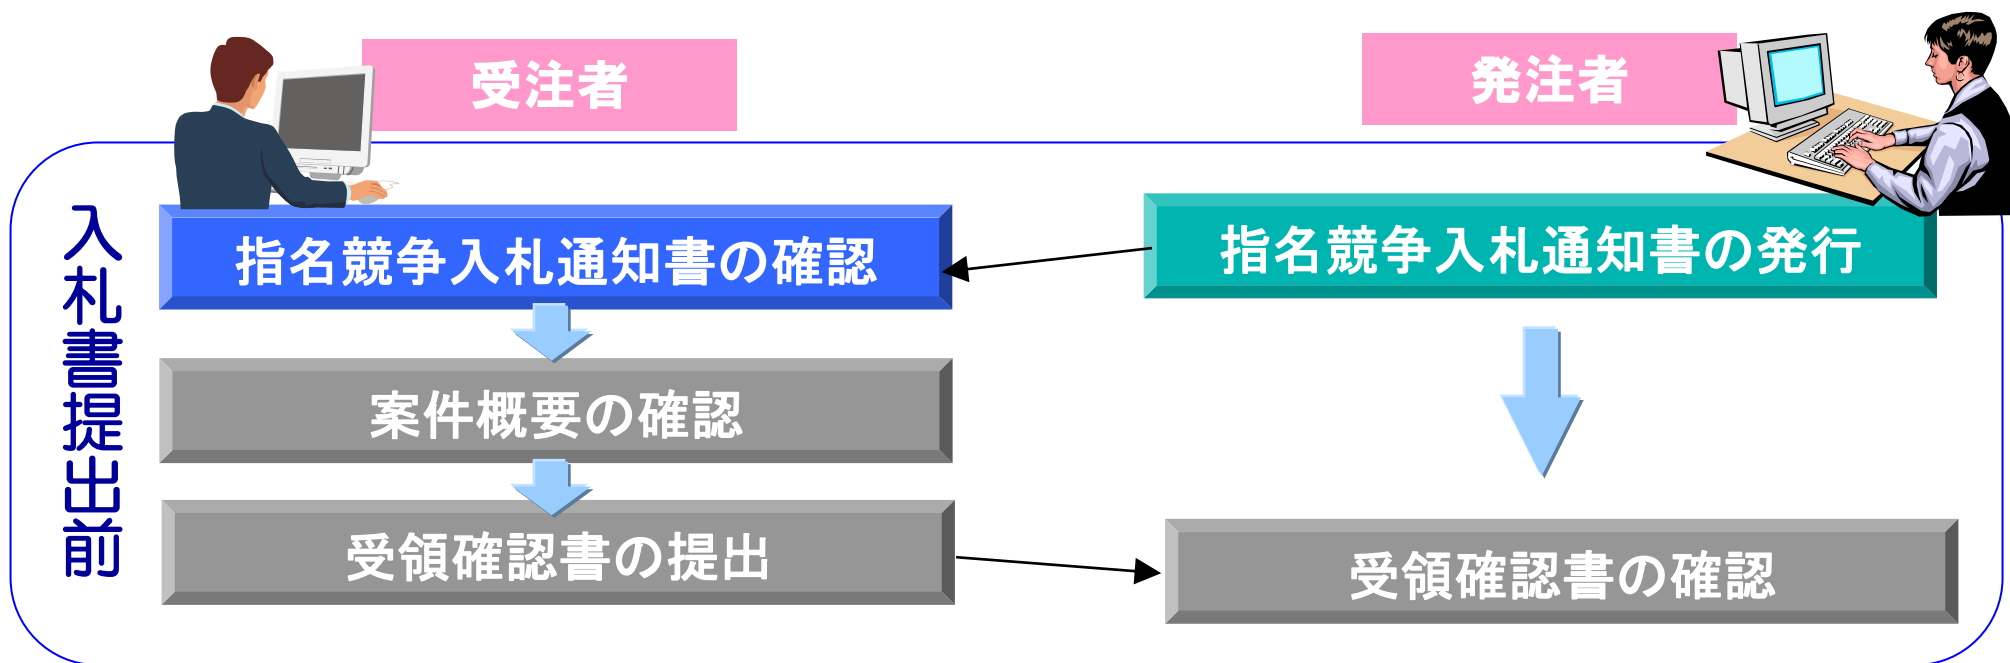 受注者
発注者
入札書提出前
指名競争入札通知書の確認
指名競争入札通知書の発行
案件概要の確認
受領確認書の提出
受領確認書の確認